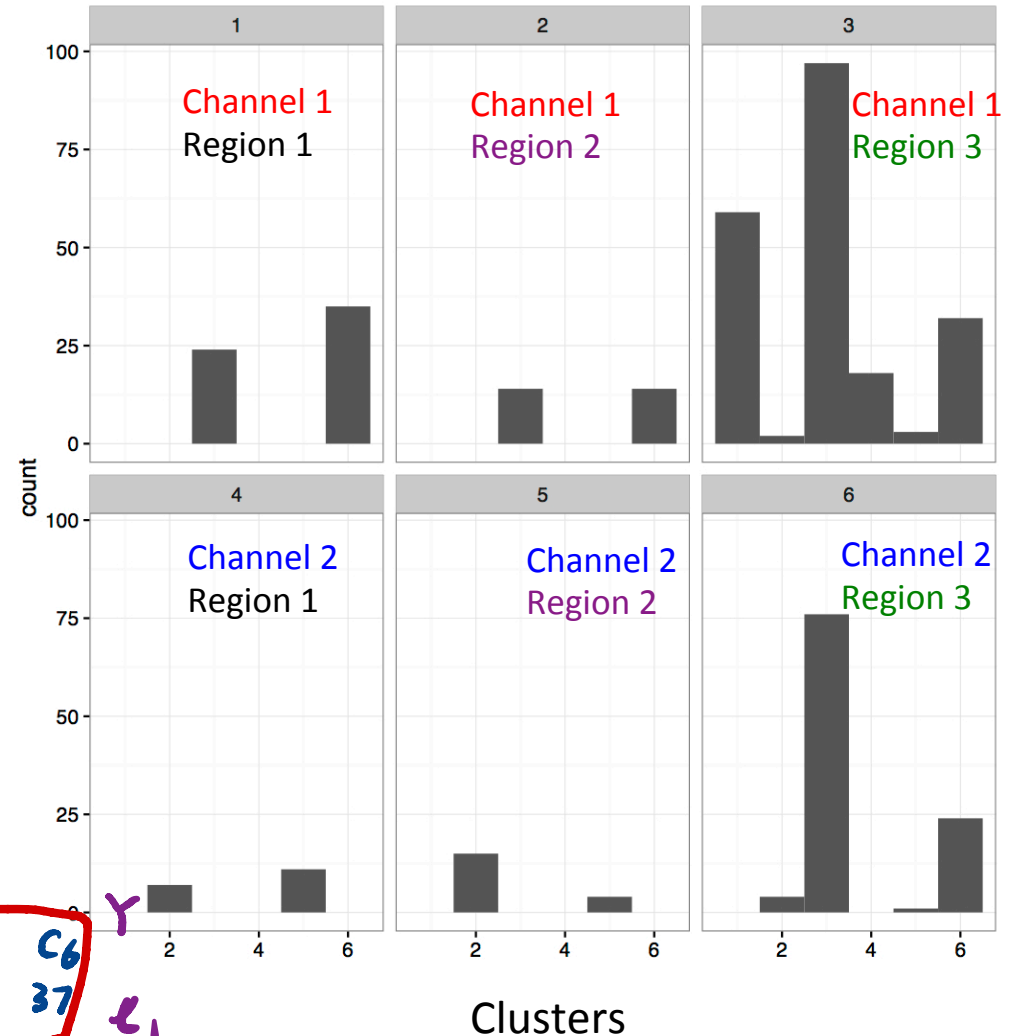 1 2 3
100
75
50
25
0
Channel 1
Region 1
Channel 1
Region 2
Channel 1
Region 3
count
4 5 6
100
75
50
25
0
Channel 2
Region 1
Channel 2
Region 2
Channel 2
Region 3
2 4 6
2 4 6
2 4 6
Clusters
C6
37
Y